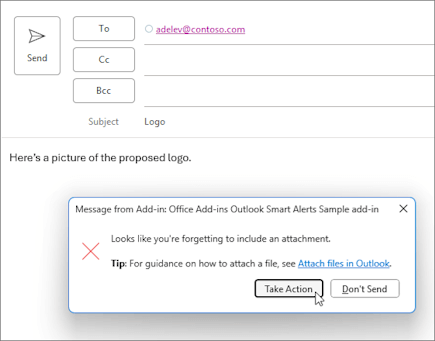 To
adelev@contoso.com
Send
Cc
Bcc
Subject Logo
Here's a picture of the proposed logo.
Message from Add-in: Office Add-ins Outlook Smart Alerts Sample add-in
Looks like you're forgetting to include an attachment.
Tip: For guidance on how to attach a file, see Attach files in Outlook.
Take Action Don't Send